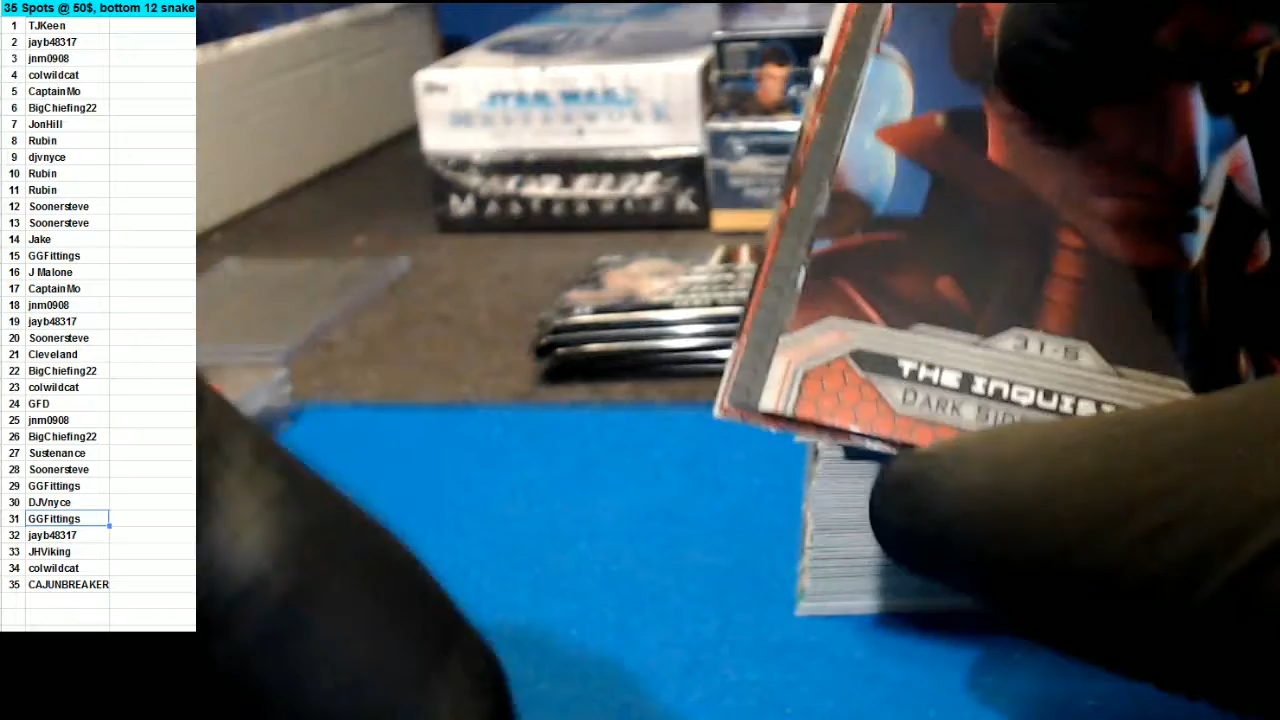 35 Spots @ 50$, bottom 12 snake
1 TJKeen
2 jayb48317
3 jnm0908
4 colwildcat
5 CaptainMo
6 BigChiefing22
7 JonHill
8 Rubin
9 djvnyce
10 Rubin
11 Rubin
12 Soonersteve
13 Soonersteve
14 Jake
15 GGFittings
16 J Malone
17 CaptainMo
18 jnm0908
19 jayb48317
20 Soonersteve
21 Cleveland
22 BigChiefing22
23 colwildcat
24 GFD
25 jnm0908
26 BigChiefing22
27 Sustenance
28 Soonersteve
29 GGFittings
30 DJVnyce
31 GGFittings
32 jayb48317
33 JHViking
34 colwildcat
35 CAJUNBREAKER
STAR WARS
MASTERWORK
STAR WARS
MASTERWORK
31-S
THE INQUISI
DARK SID